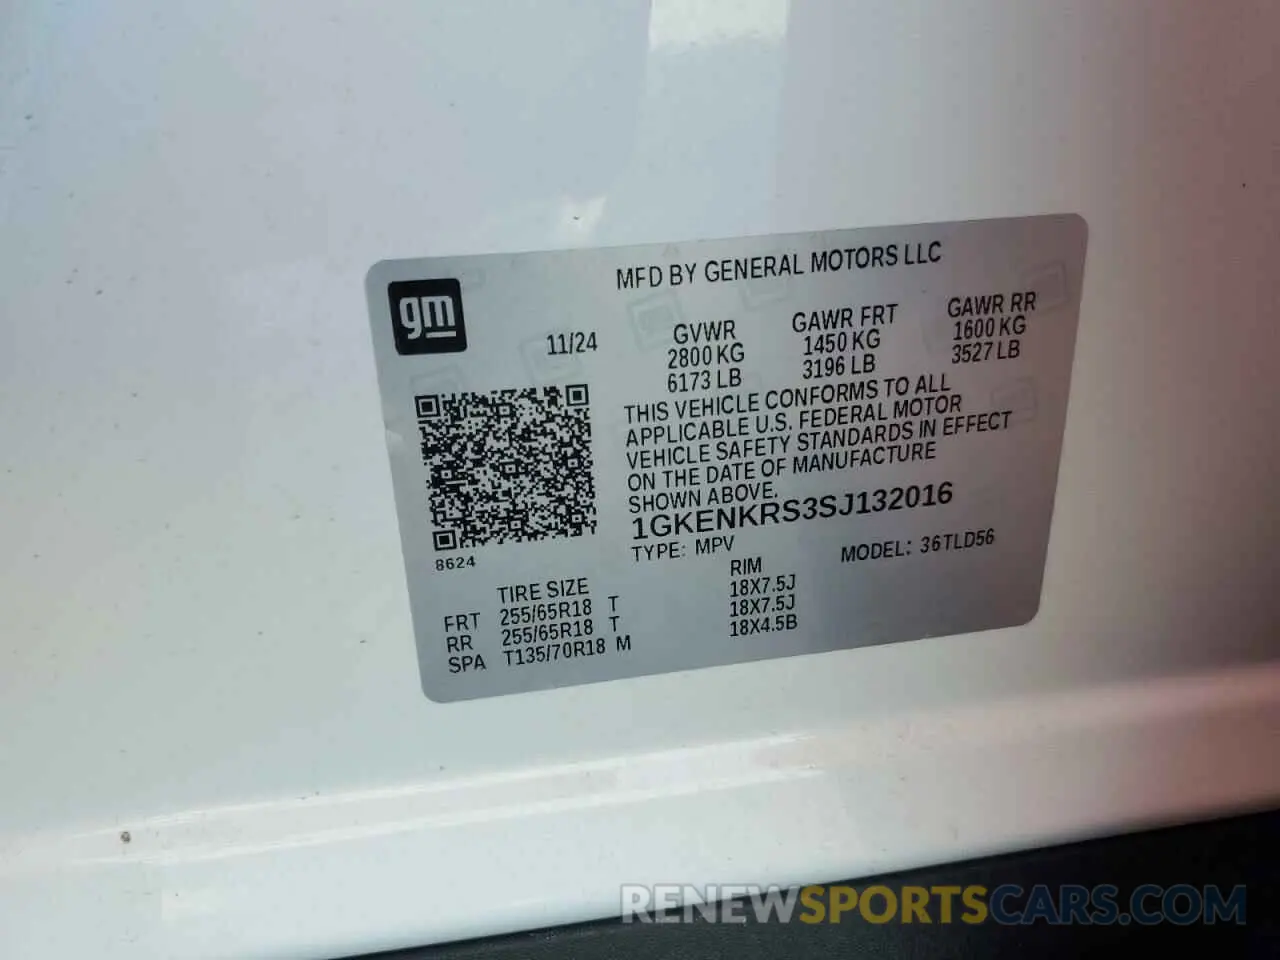 gm
MFD BY GENERAL MOTORS LLC
11/24
GVWR GAWR FRT GAWR RR
2800 KG 1450 KG 1600 KG
6173 LB 3196 LB 3527 LB
THIS VEHICLE CONFORMS TO ALL
APPLICABLE U.S. FEDERAL MOTOR
VEHICLE SAFETY STANDARDS IN EFFECT
ON THE DATE OF MANUFACTURE
SHOWN ABOVE.
1GKENKRS3SJ132016
TYPE: MPV MODEL: 36TLD56
8624
TIRE SIZE RIM
FRT 255/65R18 T 18X7.5J
RR 255/65R18 T 18X7.5J
SPA T135/70R18 M 18X4.5B
RENEWSPORTSCARS.COM